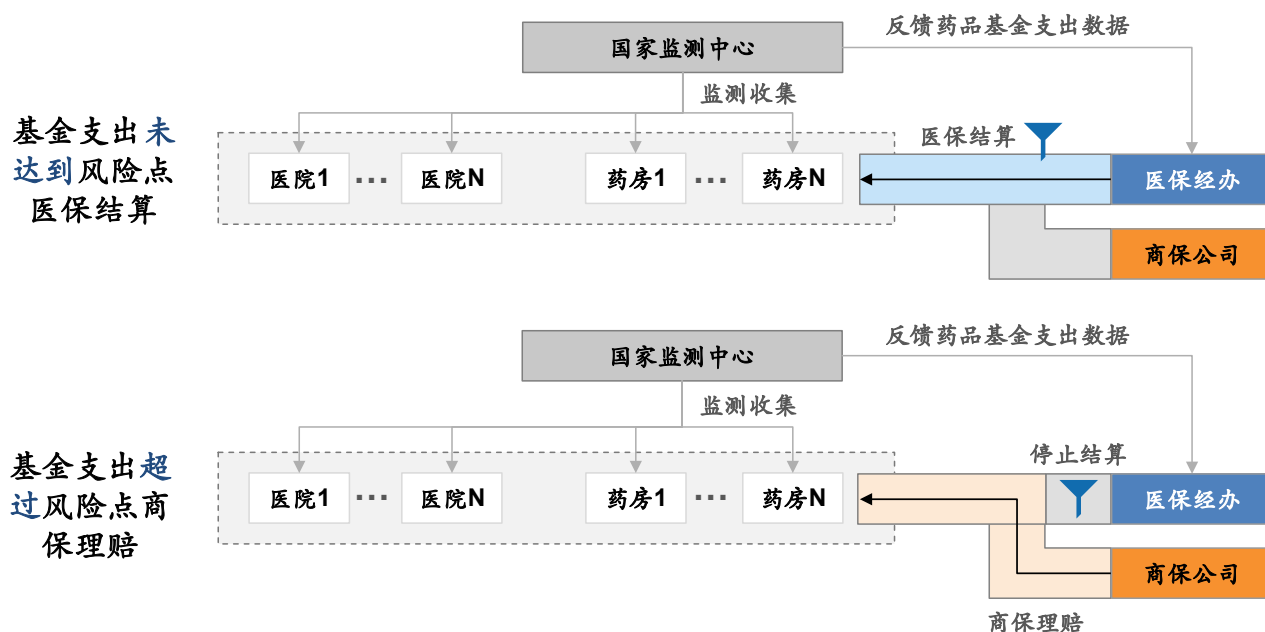 国家监测中心
反馈药品基金支出数据
监测收集
基金支出未
达到风险点
医保结算
医院1
...
医院N
药房1
...
药房N
医保结算
医保经办
商保公司
国家监测中心
反馈药品基金支出数据
监测收集
基金支出超
过风险点商
保理赔
医院1
...
医院N
药房1
...
药房N
停止结算
医保经办
商保公司
商保理赔